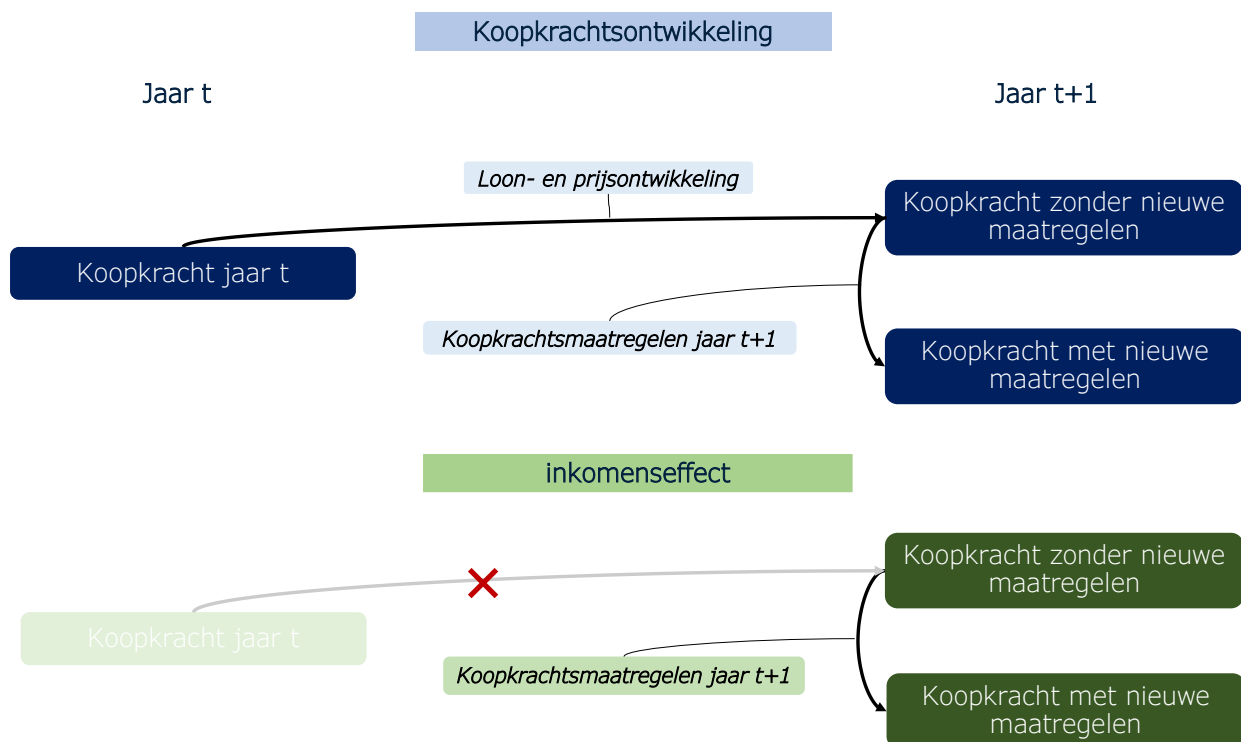 Koopkrachtsontwikkeling
Jaar t
Jaar t+1
Loon- en prijsontwikkeling
Koopkracht zonder nieuwe
maatregelen
Koopkracht jaar t
Koopkrachtsmaatregelen jaar t+1
Koopkracht met nieuwe
maatregelen
inkomenseffect
Koopkracht zonder nieuwe
maatregelen
Koopkracht jaar t
Koopkrachtsmaatregelen jaar t+1
Koopkracht met nieuwe
maatregelen